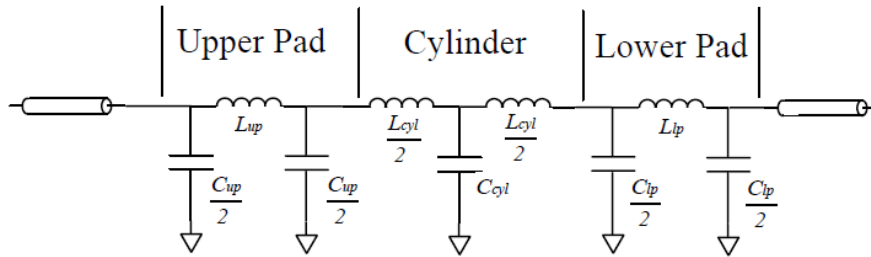 Upper Pad Cylinder Lower Pad
Lup Lcyl Lcyl Llp
2 2
Cup Cup Ccyl Clp Clp
2 2 2 2